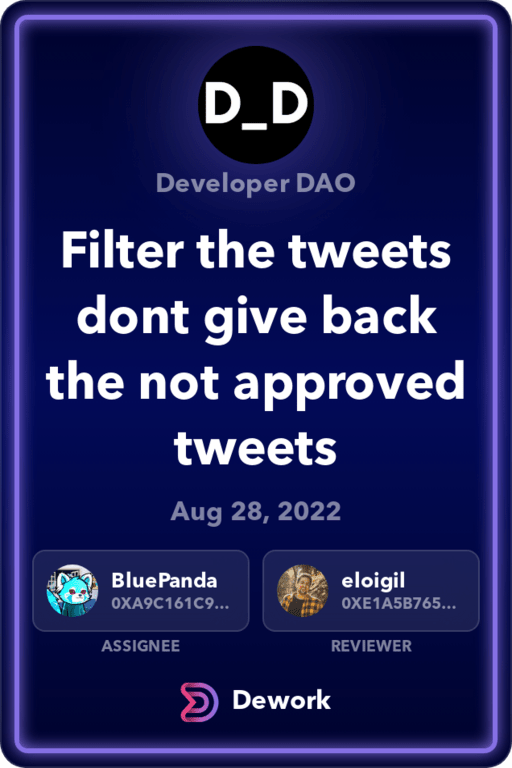 D_D
Developer DAO
Filter the tweets
dont give back
the not approved
tweets
Aug 28, 2022
BluePanda
0XA9C161C9...
eloigil
0XE1A5B765...
ASSIGNEE
REVIEWER
Dework